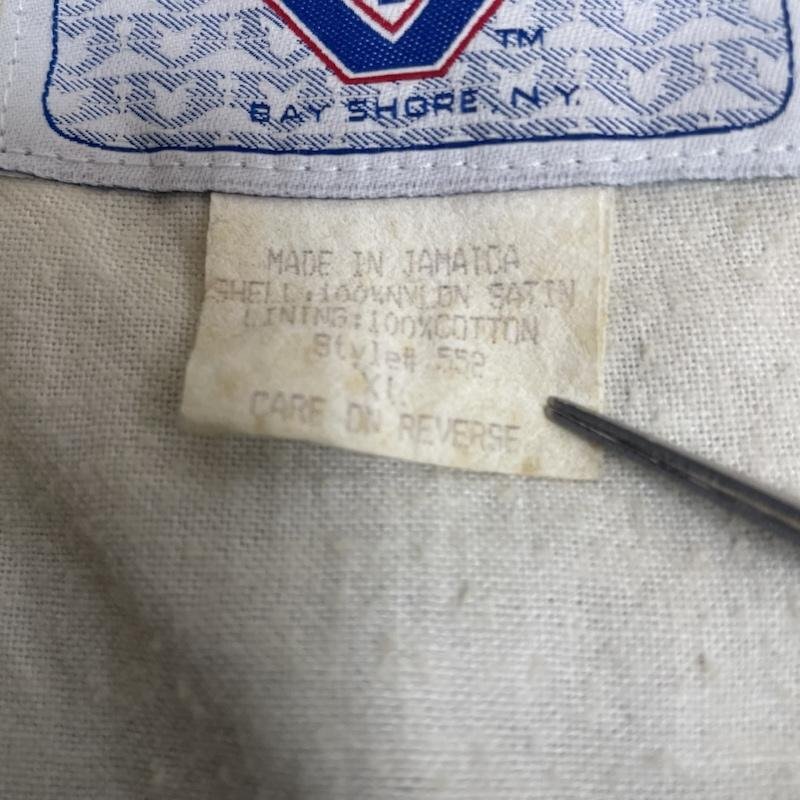 TM
BAY SHORE, N.Y.
MADE IN JAMAICA
SHELL:100%NYLON SATIN
LINING:100%COTTON
Style# 552
XL
CARE ON REVERSE